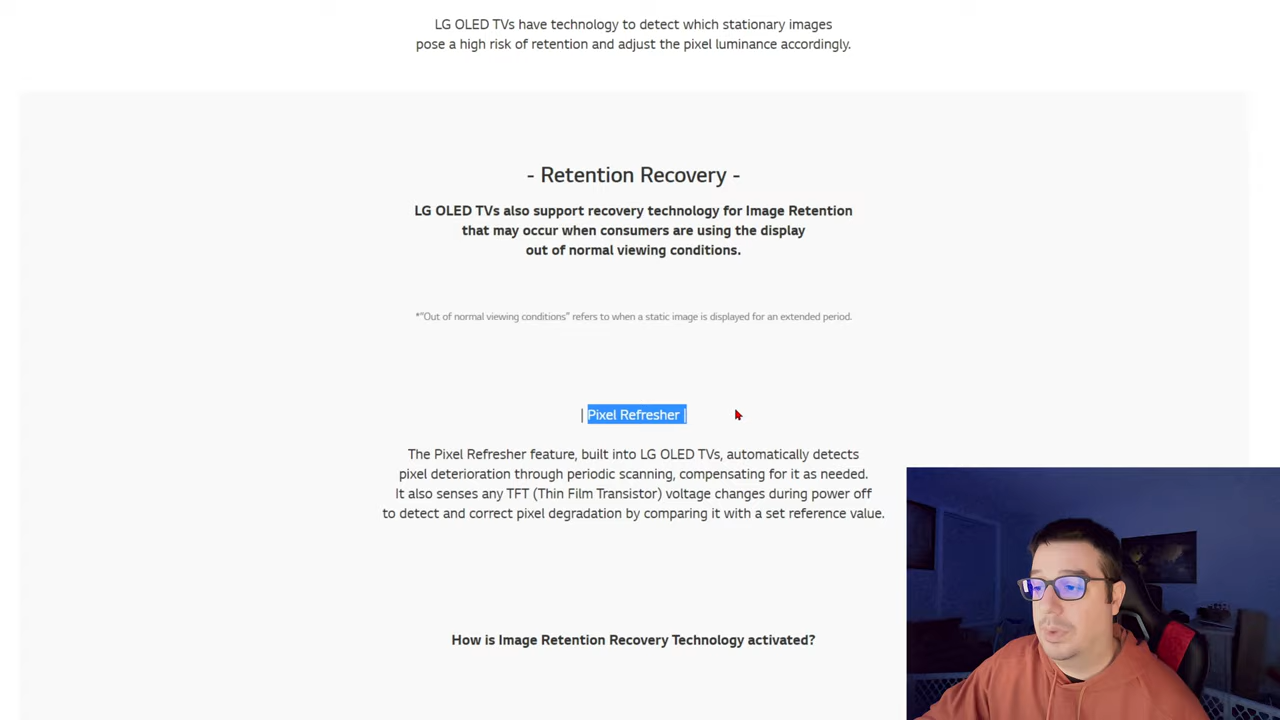 LG OLED TVs have technology to detect which stationary images
pose a high risk of retention and adjust the pixel luminance accordingly.
- Retention Recovery -
LG OLED TVs also support recovery technology for Image Retention
that may occur when consumers are using the display
out of normal viewing conditions.
*"Out of normal viewing conditions" refers to when a static image is displayed for an extended period.
| Pixel Refresher |
The Pixel Refresher feature, built into LG OLED TVs, automatically detects
pixel deterioration through periodic scanning, compensating for it as needed.
It also senses any TFT (Thin Film Transistor) voltage changes during power off
to detect and correct pixel degradation by comparing it with a set reference value.
How is Image Retention Recovery Technology activated?